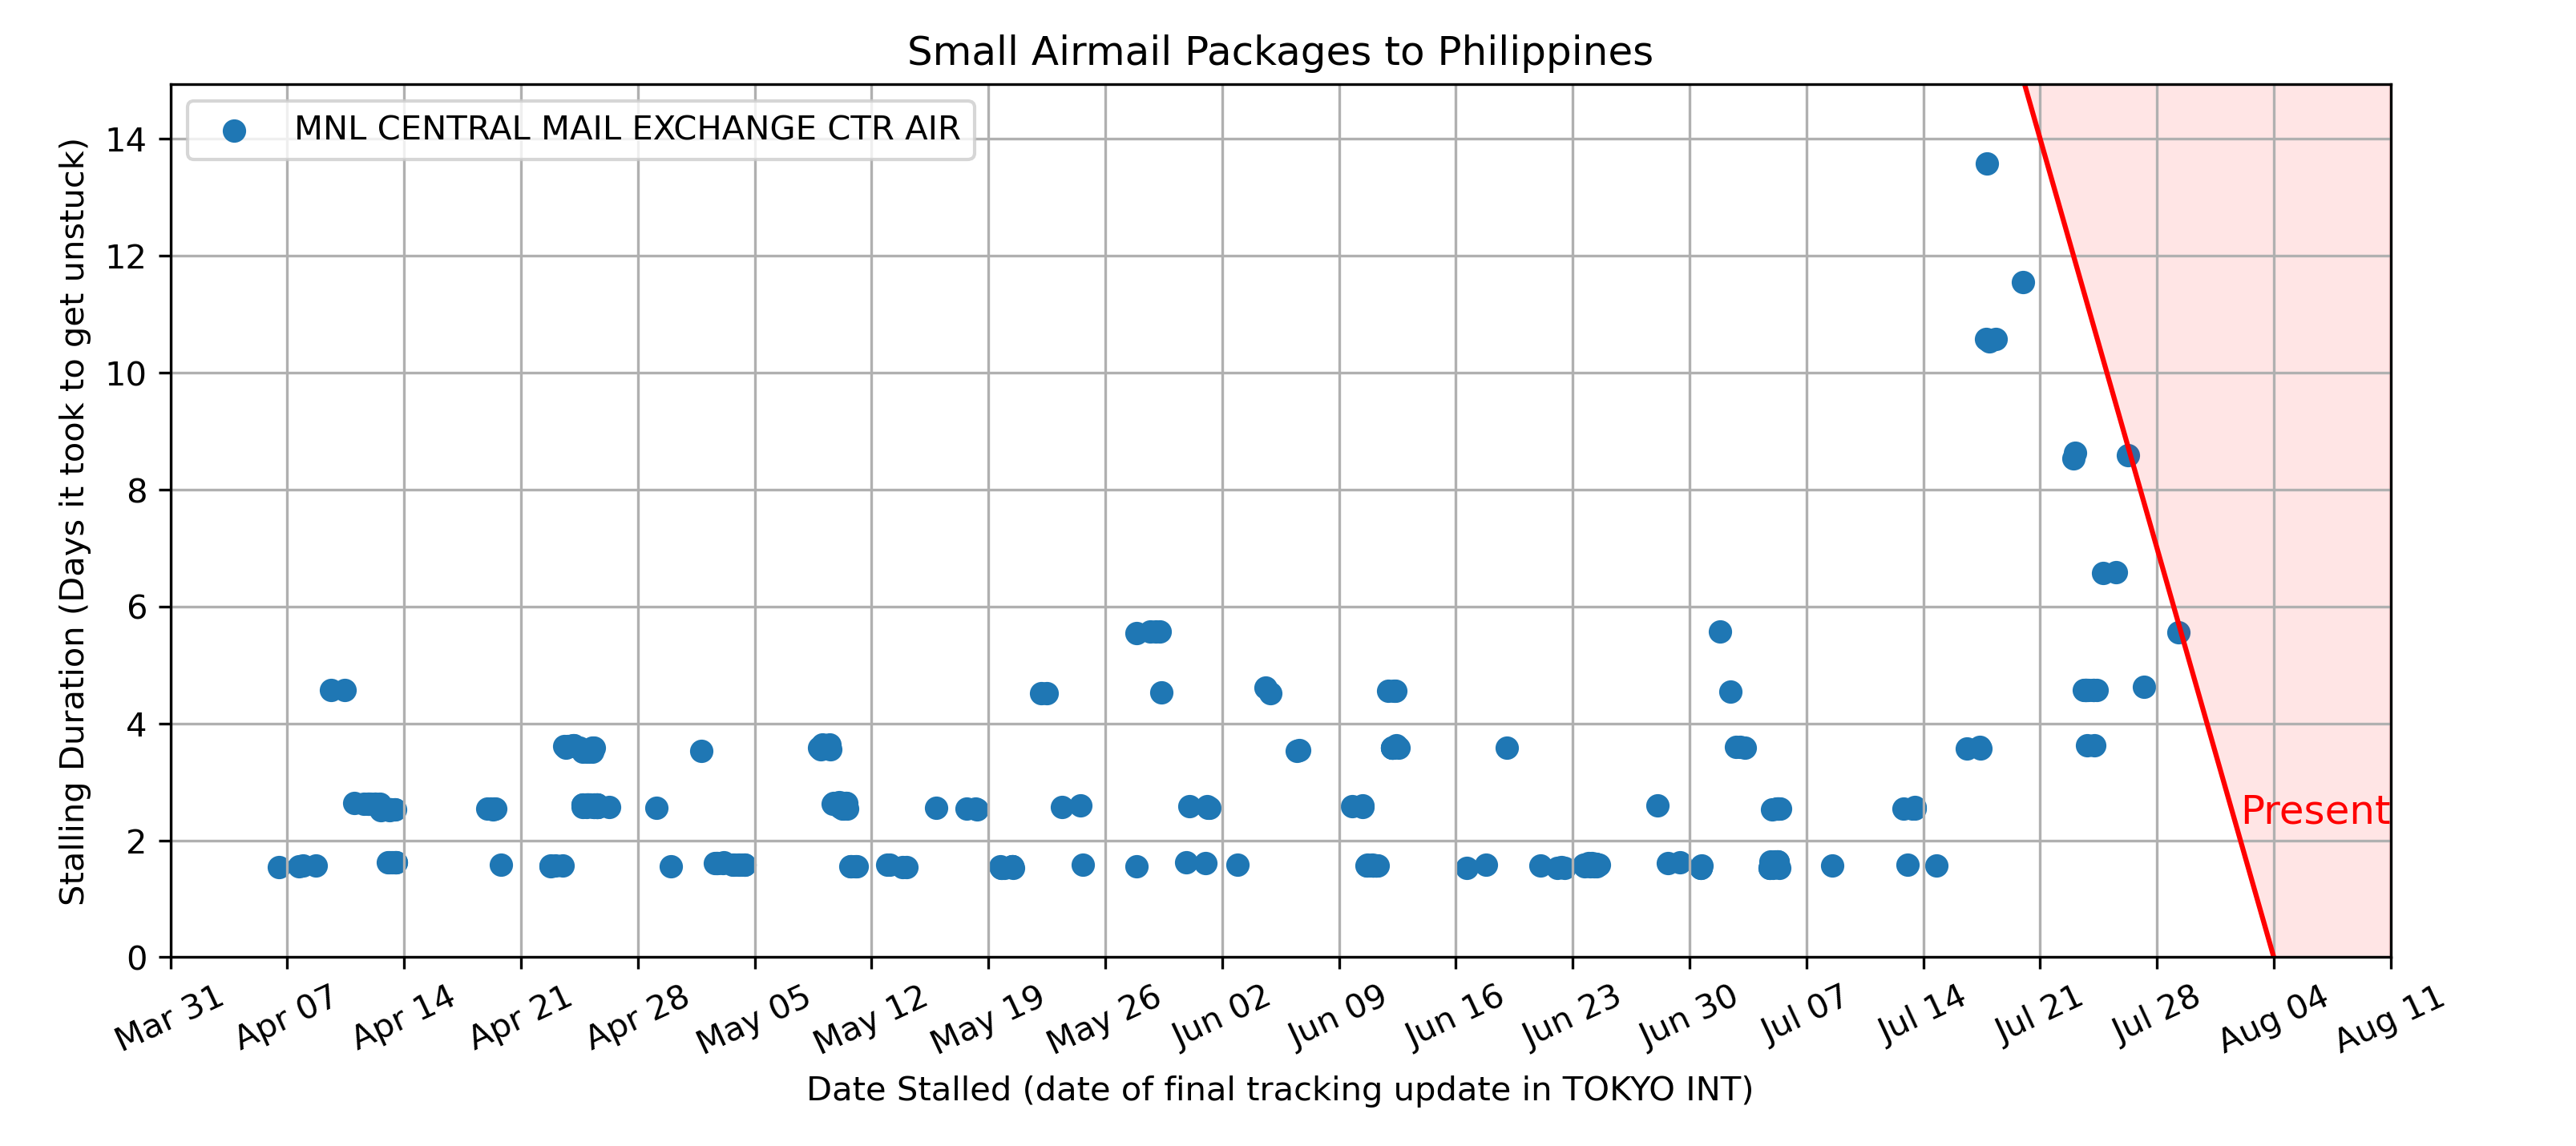 Small Airmail Packages to Philippines
MNL CENTRAL MAIL EXCHANGE CTR AIR
Stalling Duration (Days it took to get unstuck)
14
12
10
8
6
4
2
0
Present
Mar 31
Apr 07
Apr 14
Apr 21
Apr 28
May 05
May 12
May 19
May 26
Jun 02
Jun 09
Jun 16
Jun 23
Jun 30
Jul 07
Jul 14
Jul 21
Jul 28
Aug 04
Aug 11
Date Stalled (date of final tracking update in TOKYO INT)